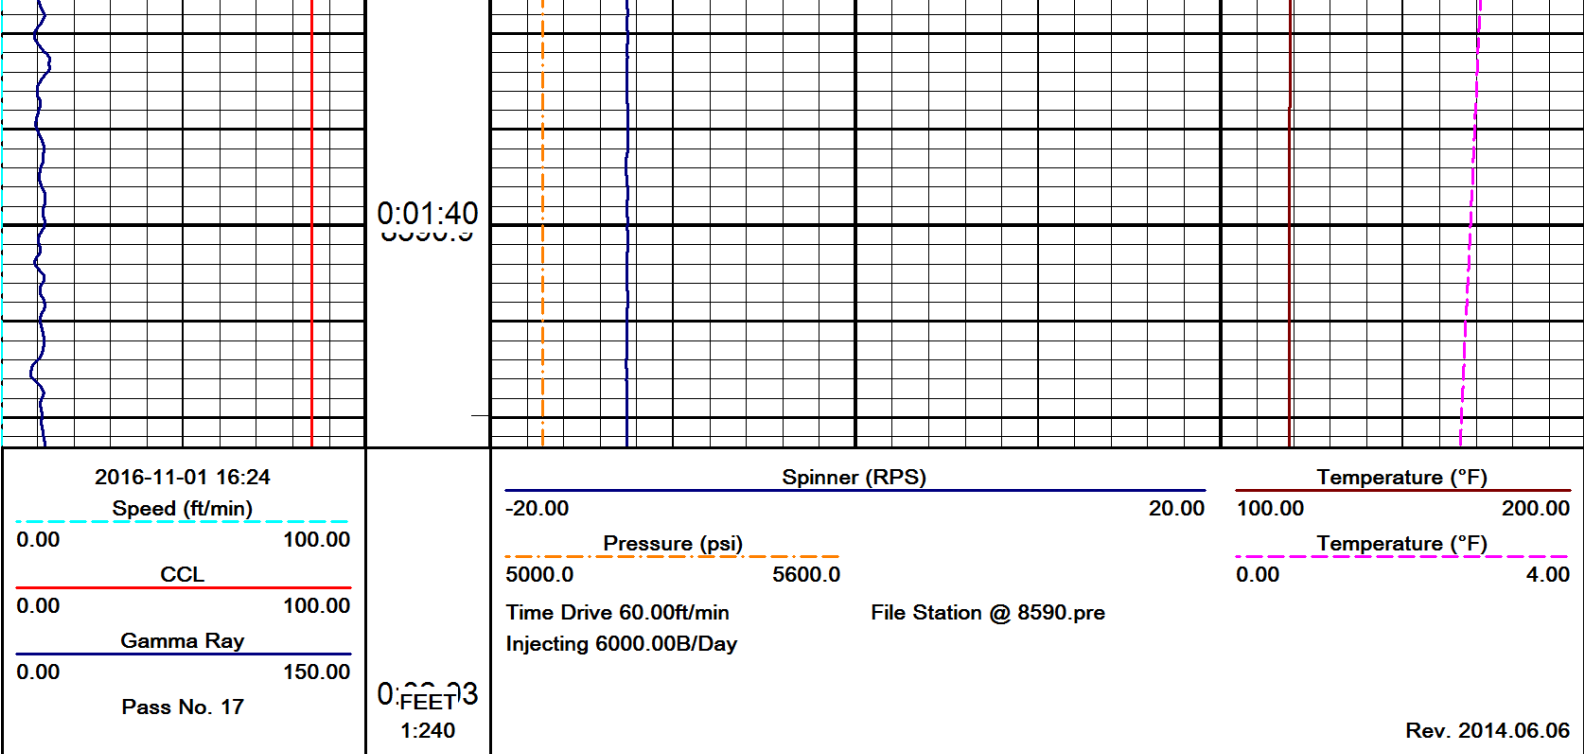 0:01:40
2016-11-01 16:24
Speed (ft/min)
0.00 100.00
CCL
0.00 100.00
Gamma Ray
0.00 150.00
Pass No. 17
FEET
1:240
Spinner (RPS)
-20.00 20.00
Pressure (psi)
5000.0 5600.0
Time Drive 60.00ft/min File Station @ 8590.pre
Injecting 6000.00B/Day
Temperature (°F)
100.00 200.00
Temperature (°F)
0.00 4.00
Rev. 2014.06.06